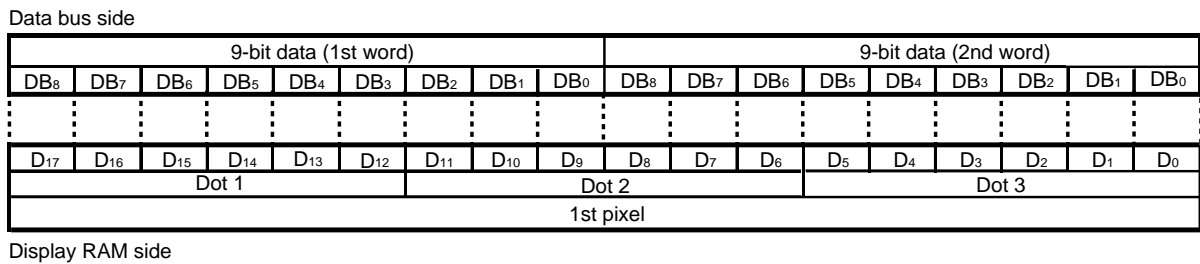 Data bus side
9-bit data (1st word) 9-bit data (2nd word)
DB8 DB7 DB6 DB5 DB4 DB3 DB2 DB1 DB0 DB8 DB7 DB6 DB5 DB4 DB3 DB2 DB1 DB0
D17 D16 D15 D14 D13 D12 D11 D10 D9 D8 D7 D6 D5 D4 D3 D2 D1 D0
Dot 1 Dot 2 Dot 3
1st pixel
Display RAM side